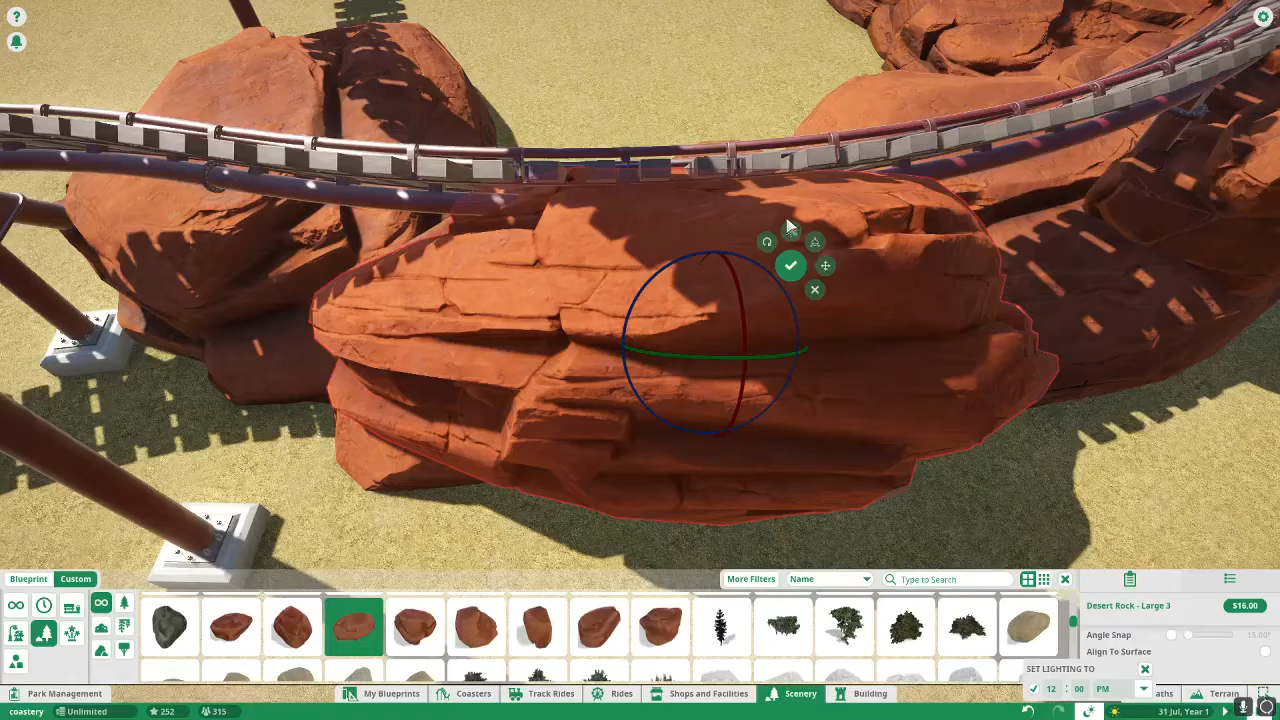 ?
Blueprint Custom
More Filters Name Type to Search
Desert Rock - Large 3 $16.00
Angle Snap 15.00°
Align To Surface
SET LIGHTING TO
12 : 00 PM
Park Management My Blueprints Coasters Track Rides Rides Shops and Facilities Scenery Building aths Terrain
coastery Unlimited 252 315 31 Jul, Year 1